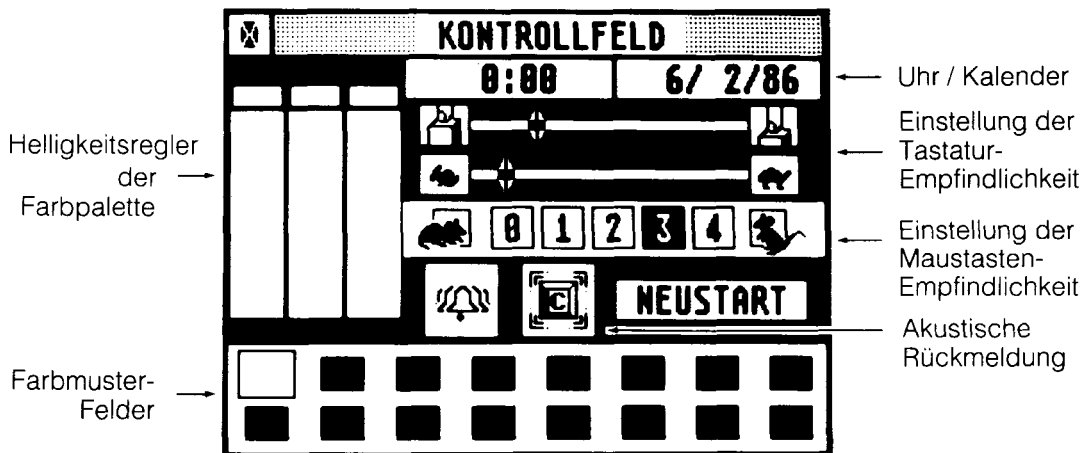 KONTROLLFELD
0:00
6/ 2/86
Uhr / Kalender
Helligkeitsregler
der
Farbpalette
Einstellung der
Tastatur-
Empfindlichkeit
0 1 2 3 4
Einstellung der
Maustasten-
Empfindlichkeit
C
NEUSTART
Akustische
Rückmeldung
Farbmuster-
Felder